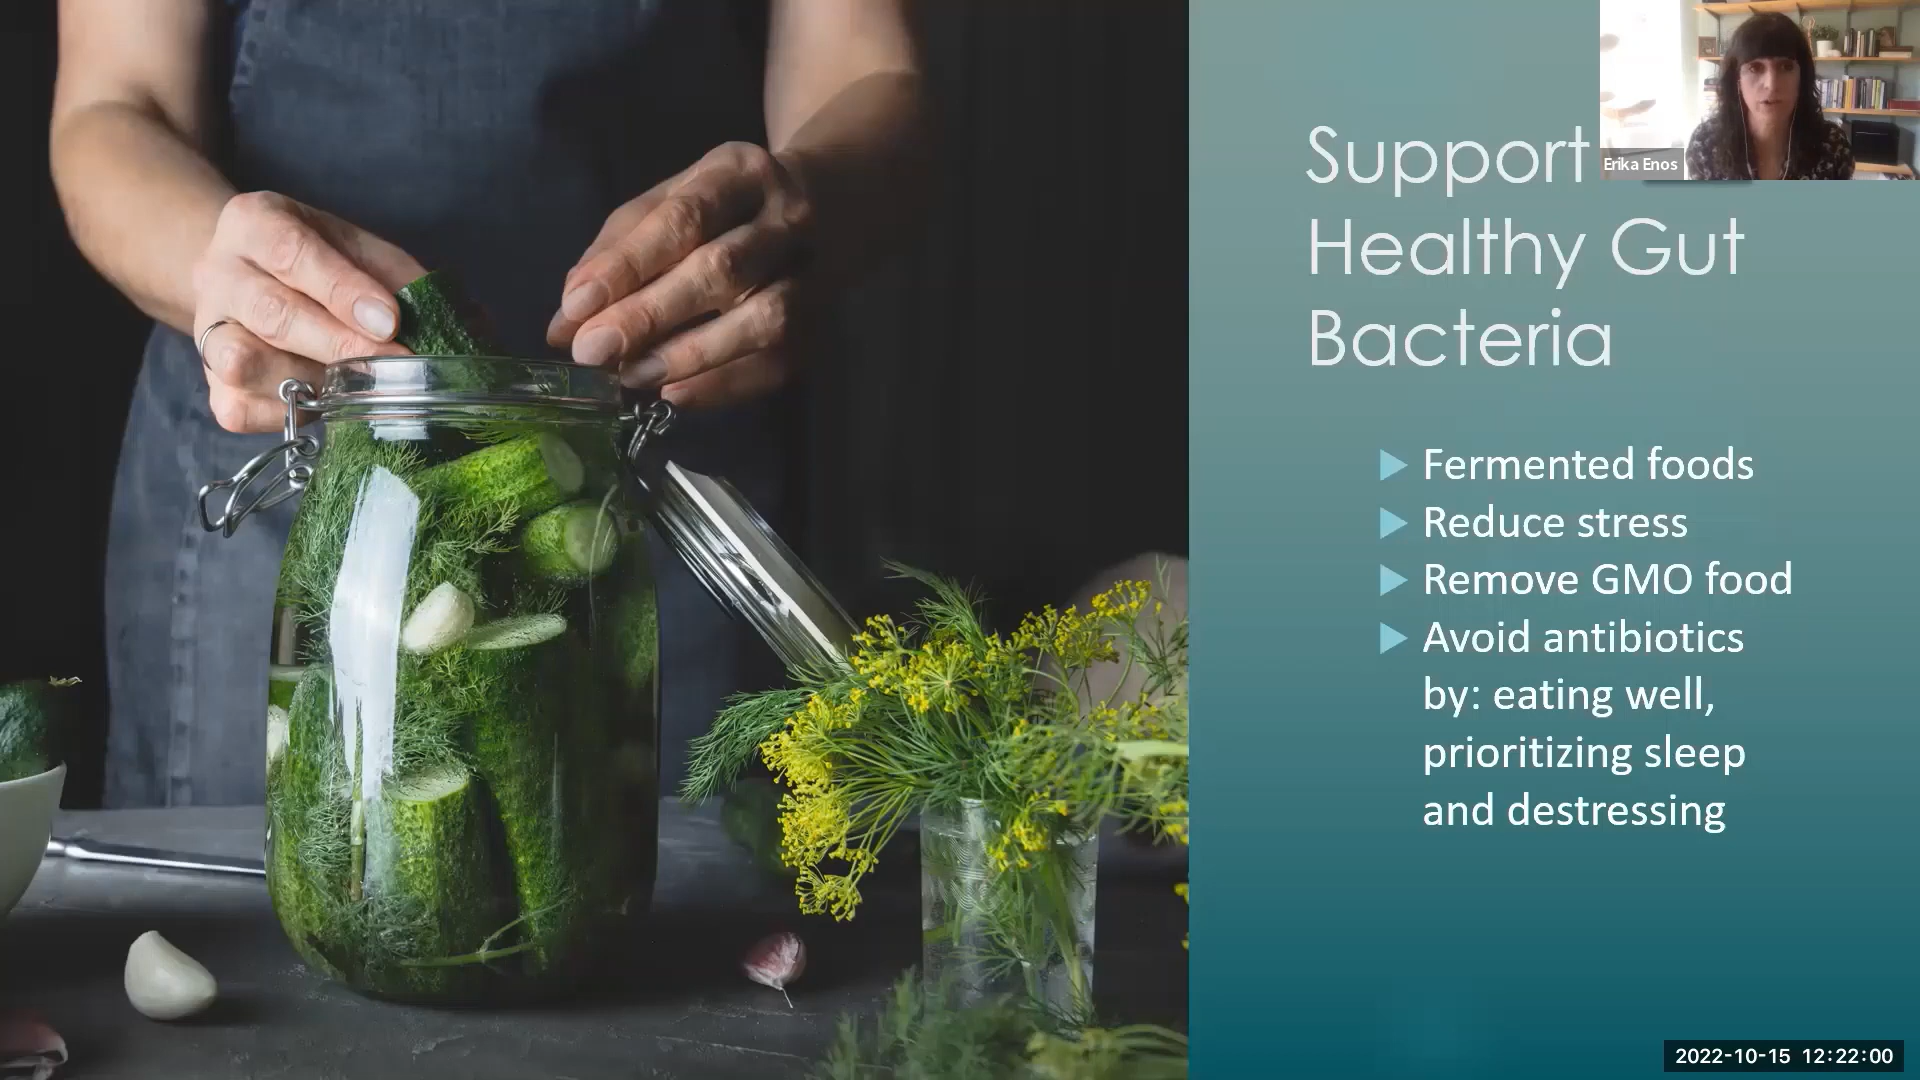 Support
Healthy Gut
Bacteria
Erika Enos
Fermented foods
Reduce stress
Remove GMO food
Avoid antibiotics
by: eating well,
prioritizing sleep
and destressing
2022-10-15 12:22:00